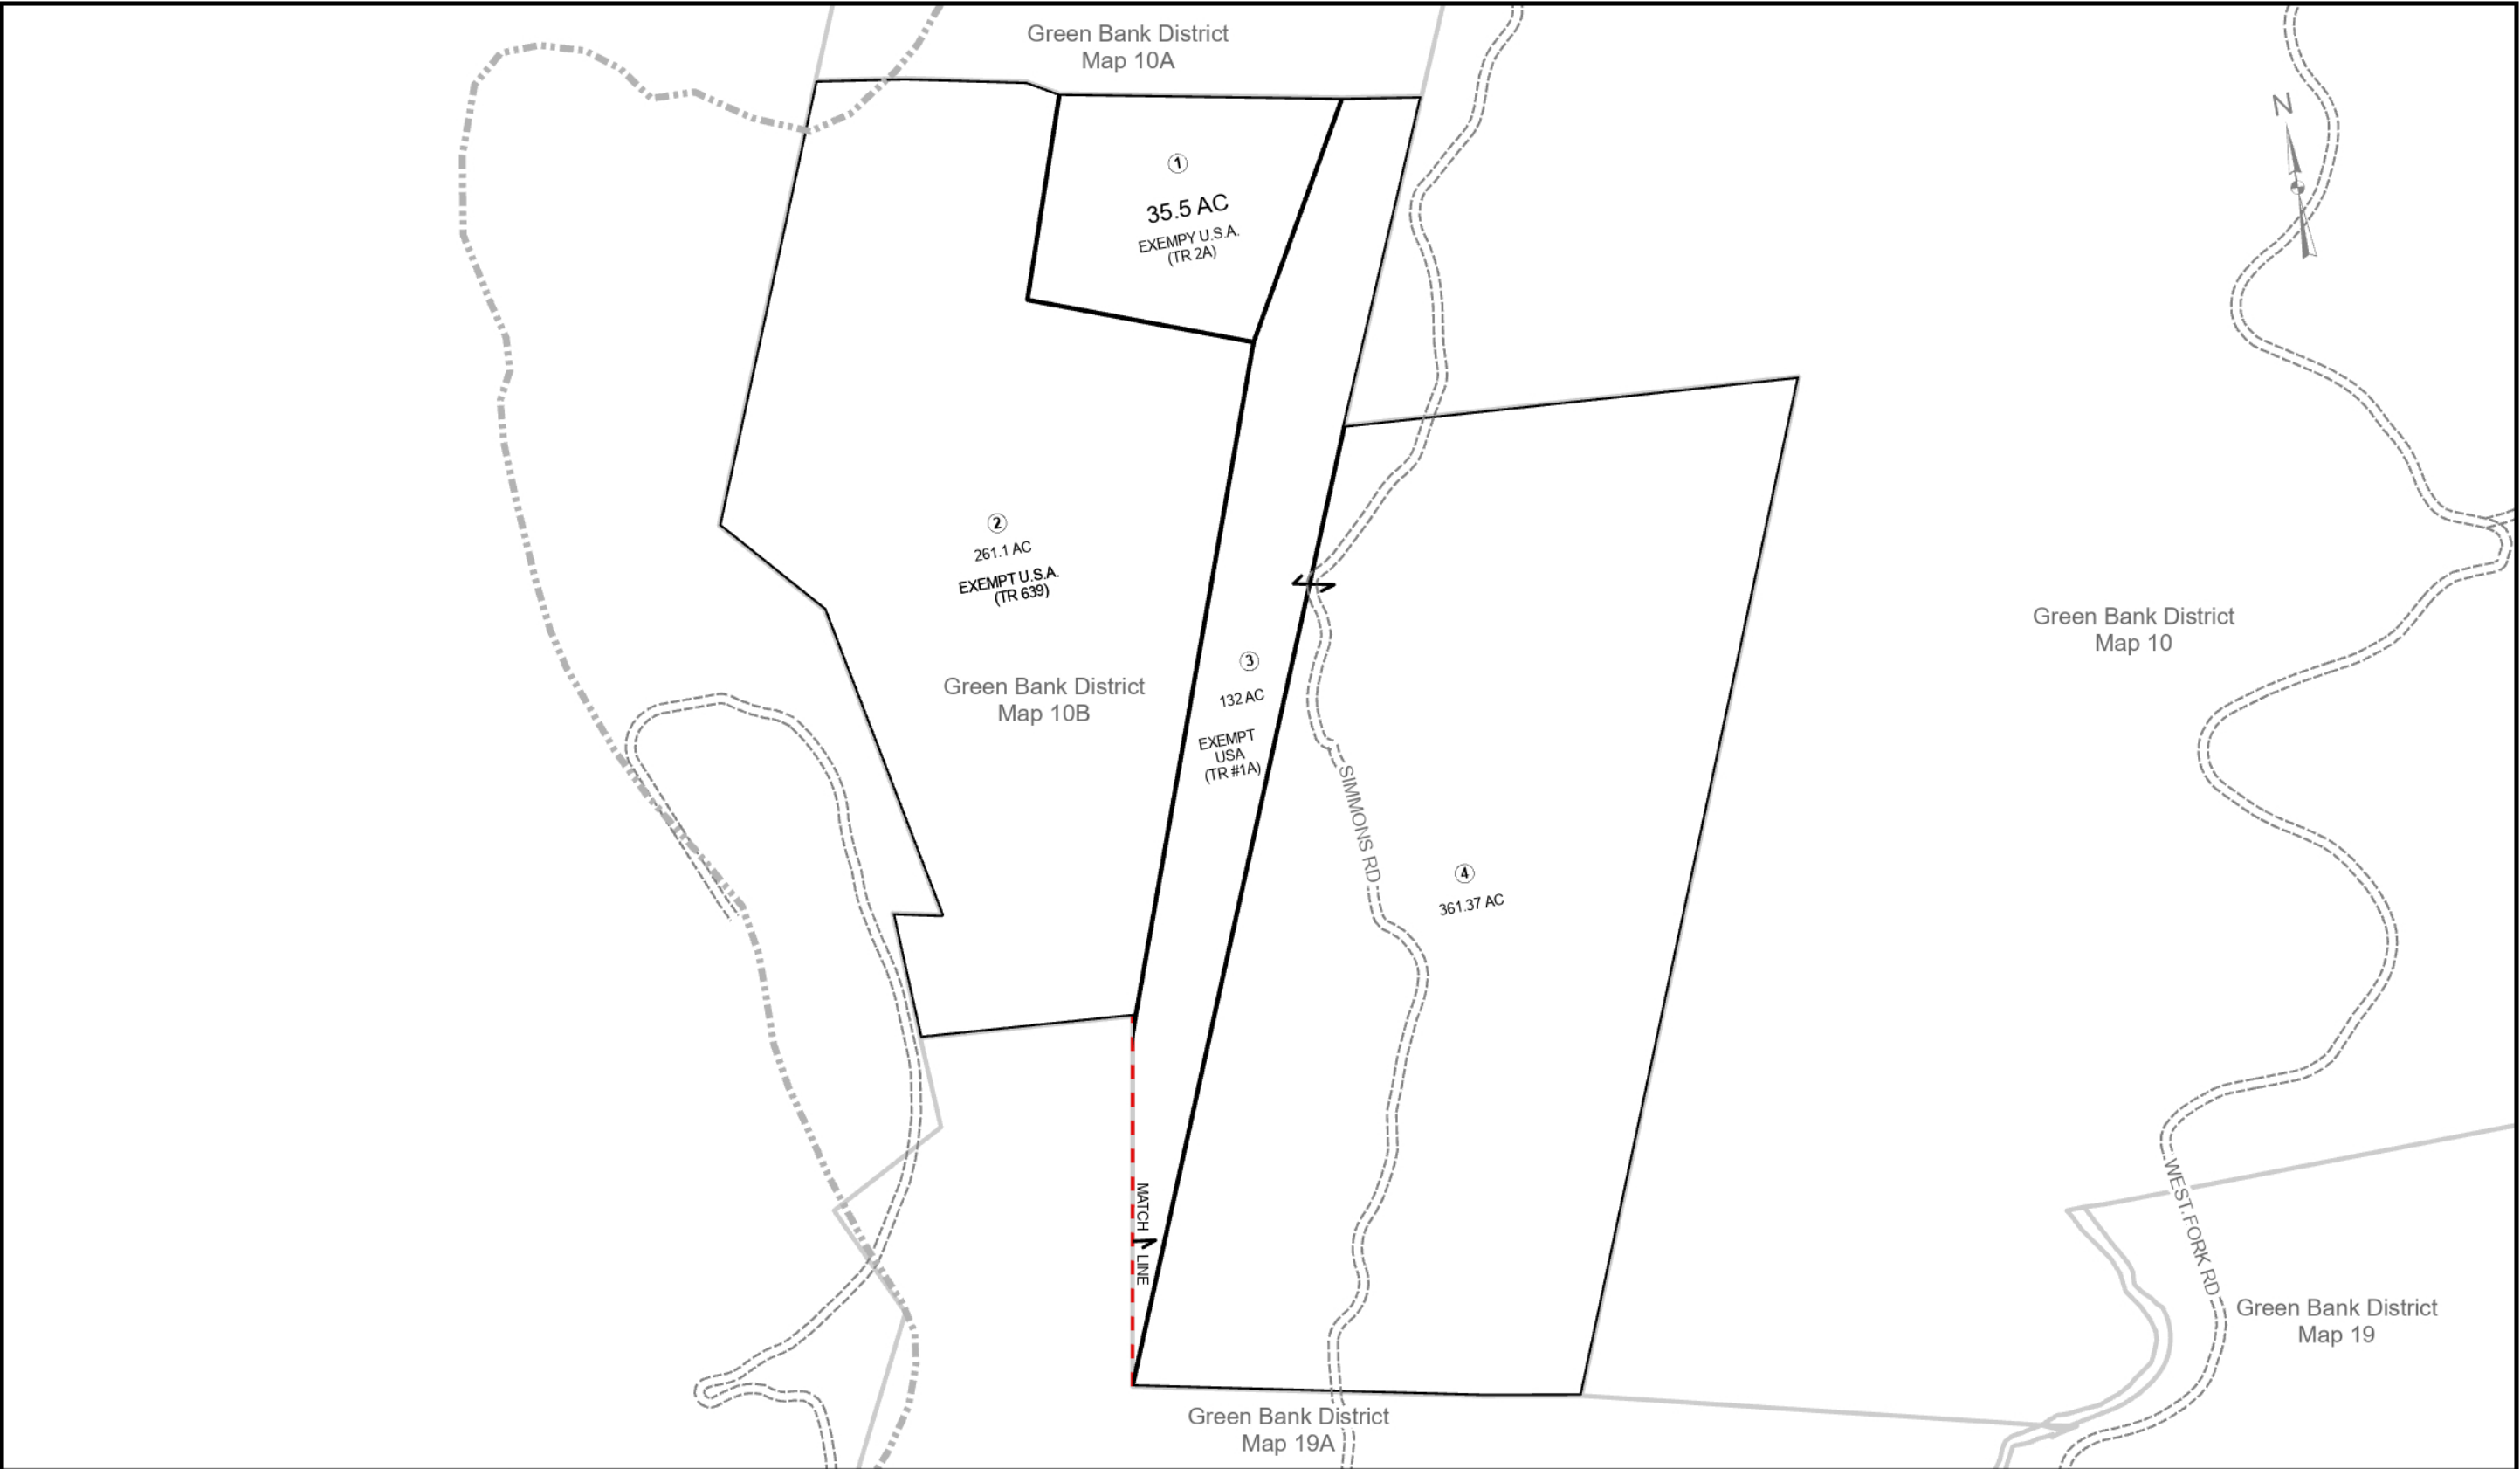 Green Bank District
Map 10A
N
1
35.5 AC
EXEMPY U.S.A.
(TR 2A)
2
261.1 AC
EXEMPT U.S.A.
(TR 639)
Green Bank District
Map 10B
3
132 AC
EXEMPT
USA
(TR #1A)
SIMMONS RD
4
361.37 AC
Green Bank District
Map 10
MATCH
LINE
WEST FORK RD
Green Bank District
Map 19
Green Bank District
Map 19A